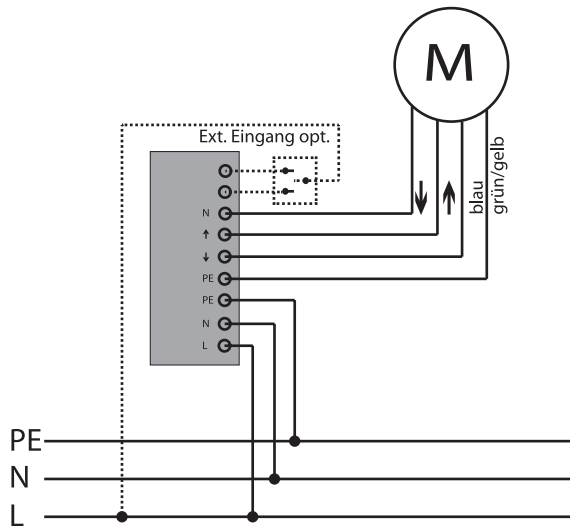 M
Ext. Eingang opt.
blau
grün/gelb
N
↑
↓
PE
PE
N
L
PE
N
L